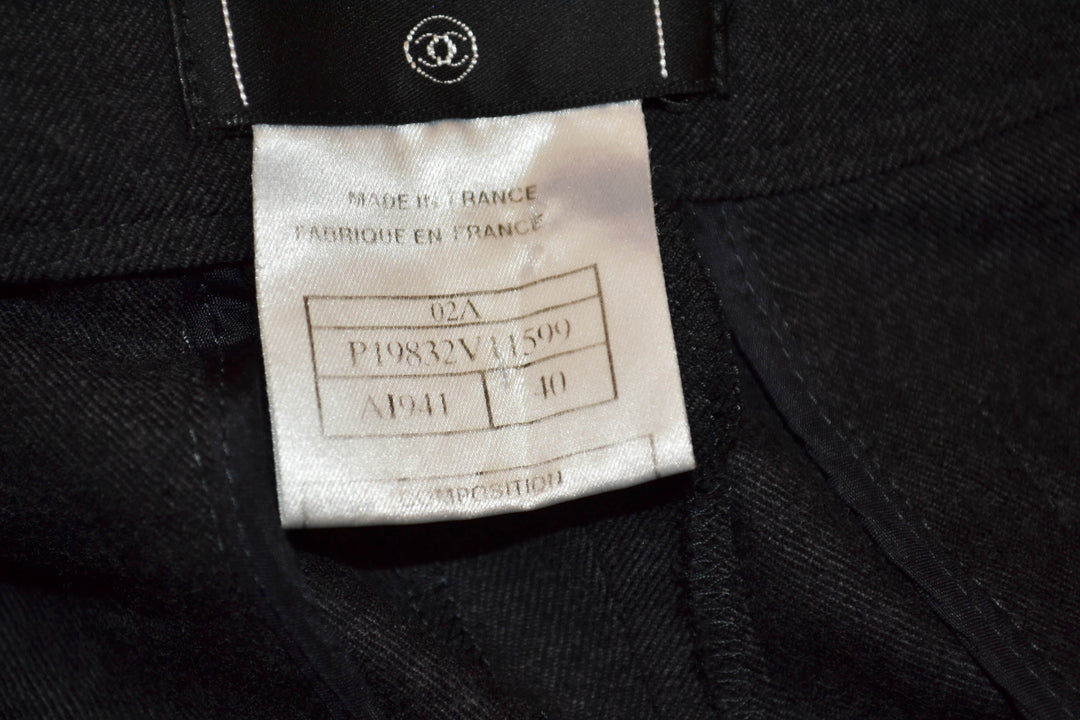 MADE IN FRANCE
FABRIQUE EN FRANCE
02A
P19832V11599
A1941 40
COMPOSITION